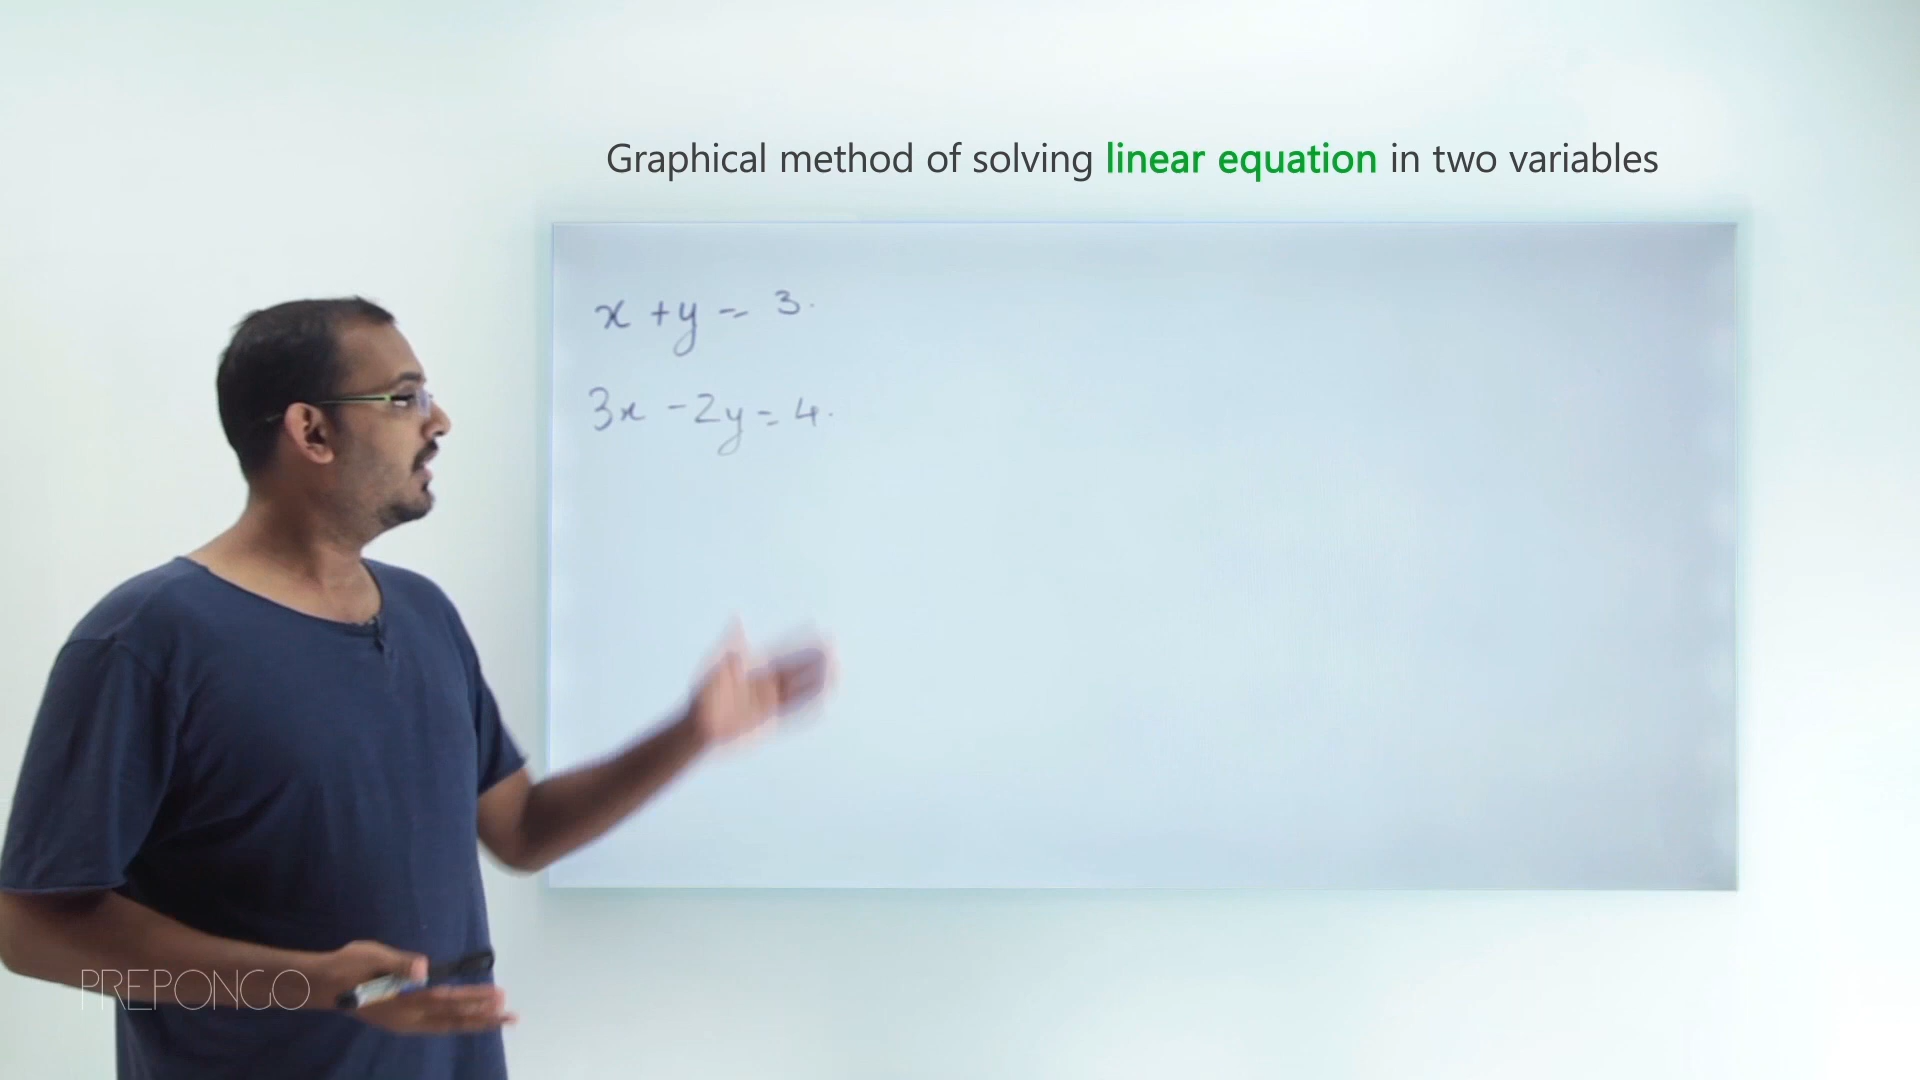 Graphical method of solving linear equation in two variables
x + y = 3.
3x - 2y = 4.
PREPONGO